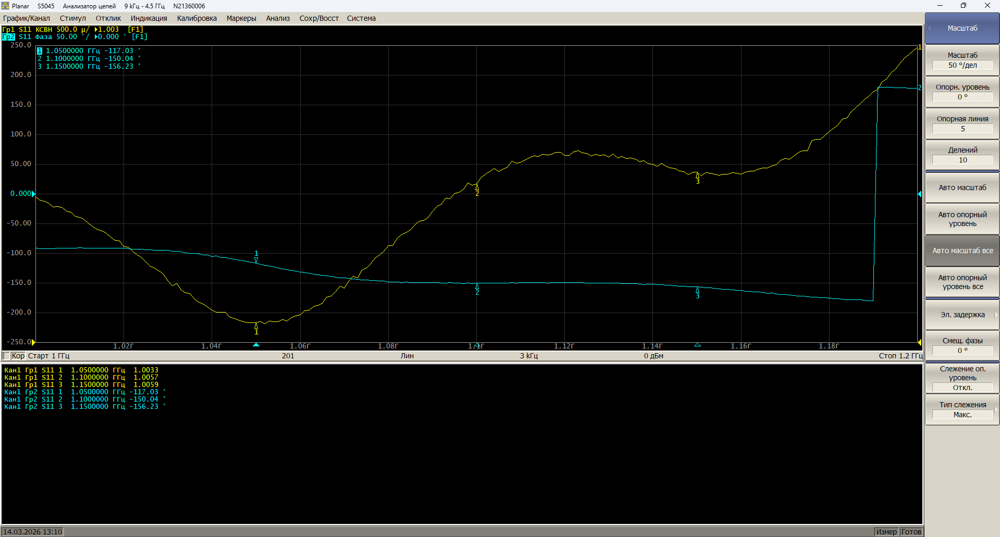 Planar S5045 Анализатор цепей 9 kГц - 4.5 ГГц N21360006
График/Канал Стимул Отклик Индикация Калибровка Маркеры Анализ Сохр/Восст Система
Гр1 S11 КСВН 500.0 μ/ 1.003 [F1]
Гр2 S11 Фаза 50.00 °/ 0.000 ° [F1]
250.0
1 1.0500000 ГГц -117.03 °
2 1.1000000 ГГц -150.04 °
3 1.1500000 ГГц -156.23 °
1
200.0
2
150.0
100.0
50.00
3
2
0.000
-50.00
-100.0
1
-150.0
2
3
-200.0
1
-250.0
1.02Г 1.04Г 1.06Г 1.08Г 1.1Г 1.12Г 1.14Г 1.16Г 1.18Г
Кор Старт 1 ГГц 201 Лин 3 kГц 0 дБм Стоп 1.2 ГГц
Кан1 Гр1 S11 1 1.0500000 ГГц 1.0033
Кан1 Гр1 S11 2 1.1000000 ГГц 1.0057
Кан1 Гр1 S11 3 1.1500000 ГГц 1.0059
Кан1 Гр2 S11 1 1.0500000 ГГц -117.03 °
Кан1 Гр2 S11 2 1.1000000 ГГц -150.04 °
Кан1 Гр2 S11 3 1.1500000 ГГц -156.23 °
Масштаб
Масштаб
50 °/дел
Опорн. уровень
0 °
Опорная линия
5
Делений
10
Авто масштаб
Авто опорный
уровень
Авто масштаб все
Авто опорный
уровень все
Эл. задержка
Смещ. фазы
0 °
Слежение оп.
уровень
Откл.
Тип слежения
Макс.
14.03.2026 13:10 Измер Готов